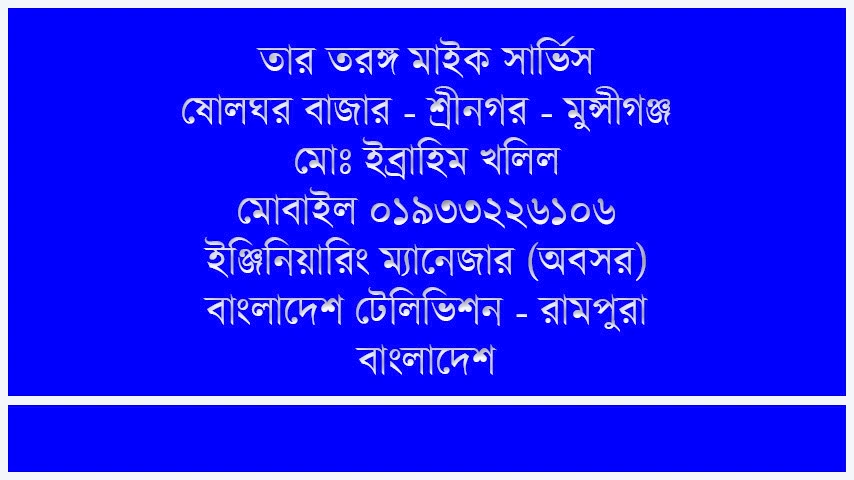 তার তরঙ্গ মাইক সার্ভিস
ষোলঘর বাজার - শ্রীনগর - মুন্সীগঞ্জ
মোঃ ইব্রাহিম খলিল
মোবাইল ০১৯৩৩২২৬১০৬
ইঞ্জিনিয়ারিং ম্যানেজার (অবসর)
বাংলাদেশ টেলিভিশন - রামপুরা
বাংলাদেশ